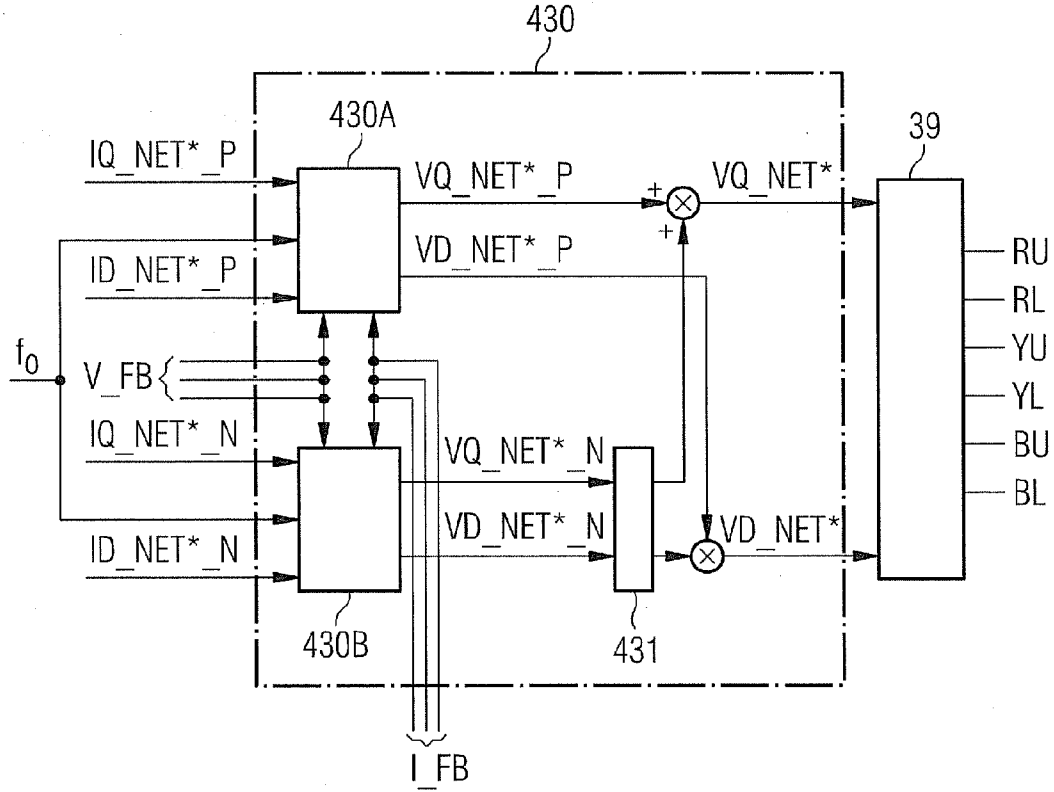 430
430A
39
IQ_NET*_P
VQ_NET*_P
VQ_NET*
+
+
ID_NET*_P
VD_NET*_P
RU
RL
f0
V_FB
YU
YL
IQ_NET*_N
VQ_NET*_N
BU
BL
ID_NET*_N
VD_NET*_N
VD_NET*
430B
431
I_FB